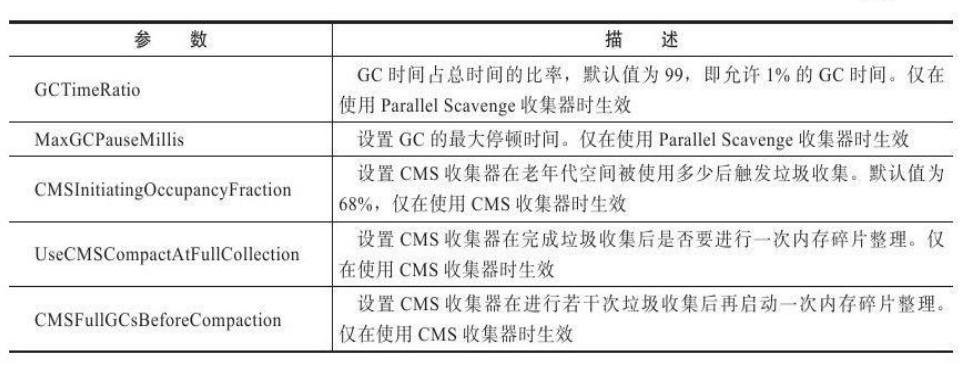 参 数 描 述
GCTimeRatio
GC 时间占总时间的比率，默认值为 99，即允许 1% 的 GC 时间。仅在
使用 Parallel Scavenge 收集器时生效
MaxGCPauseMillis
设置 GC 的最大停顿时间。仅在使用 Parallel Scavenge 收集器时生效
CMSInitiatingOccupancyFraction
设置 CMS 收集器在老年代空间被使用多少后触发垃圾收集。默认值为
68%，仅在使用 CMS 收集器时生效
UseCMSCompactAtFullCollection
设置 CMS 收集器在完成垃圾收集后是否要进行一次内存碎片整理。仅
在使用 CMS 收集器时生效
CMSFullGCsBeforeCompaction
设置 CMS 收集器在进行若干次垃圾收集后再启动一次内存碎片整理。
仅在使用 CMS 收集器时生效